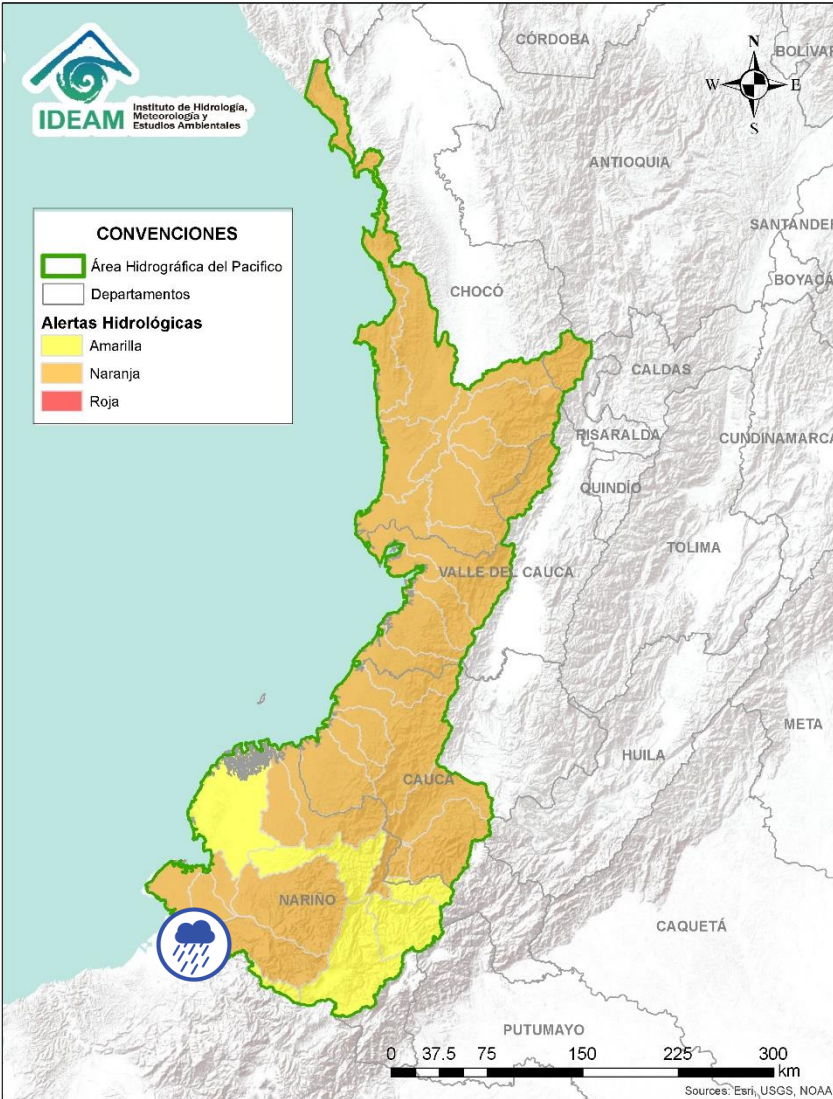 IDEAM
Instituto de Hidrología,
Meteorología y
Estudios Ambientales
CÓRDOBA
BOLÍVAR
N
W
E
S
ANTIOQUIA
SANTANDER
BOYACÁ
CONVENCIONES
Área Hidrográfica del Pacifico
Departamentos
Alertas Hidrológicas
Amarilla
Naranja
Roja
CHOCÓ
CALDAS
RISARALDA
CUNDINAMARCA
QUINDÍO
TOLIMA
VALLE DEL CAUCA
META
HUILA
CAUCA
NARIÑO
CAQUETÁ
PUTUMAYO
0 37.5 75 150 225 300
km
Sources: Esri, USGS, NOAA